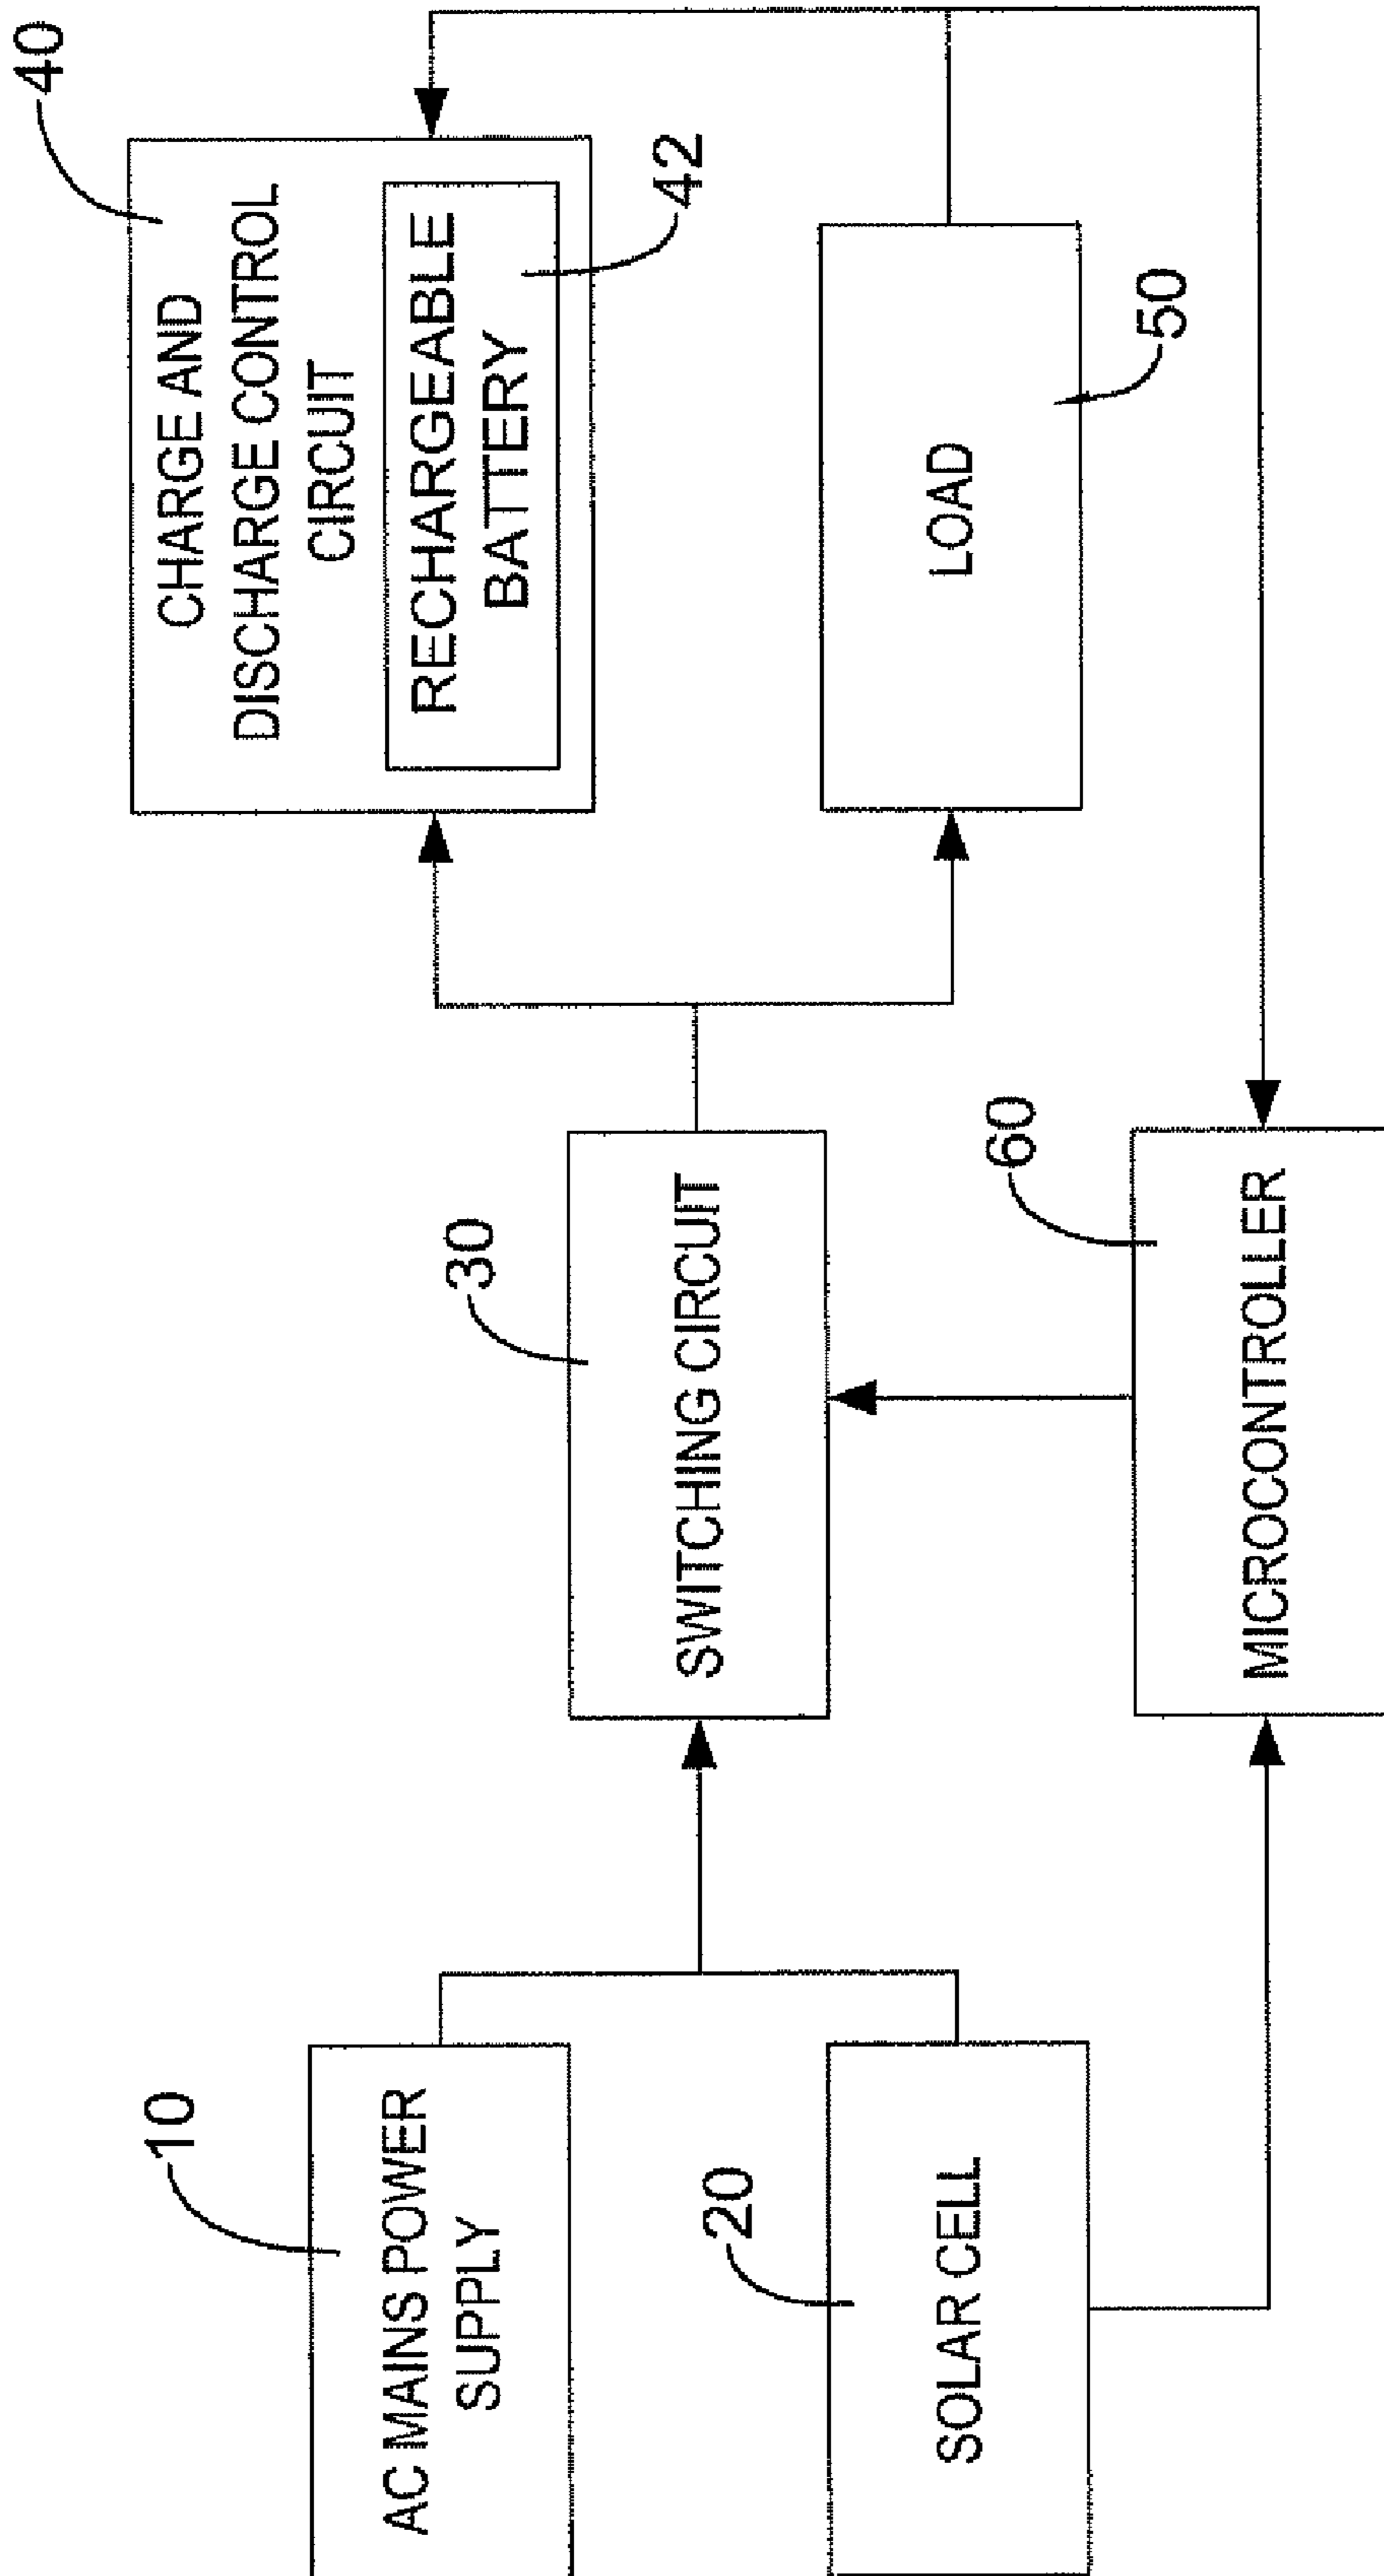 10
AC MAINS POWER
SUPPLY
20
SOLAR CELL
30
SWITCHING CIRCUIT
60
MICROCONTROLLER
40
CHARGE AND
DISCHARGE CONTROL
CIRCUIT
RECHARGEABLE
BATTERY
42
LOAD
50